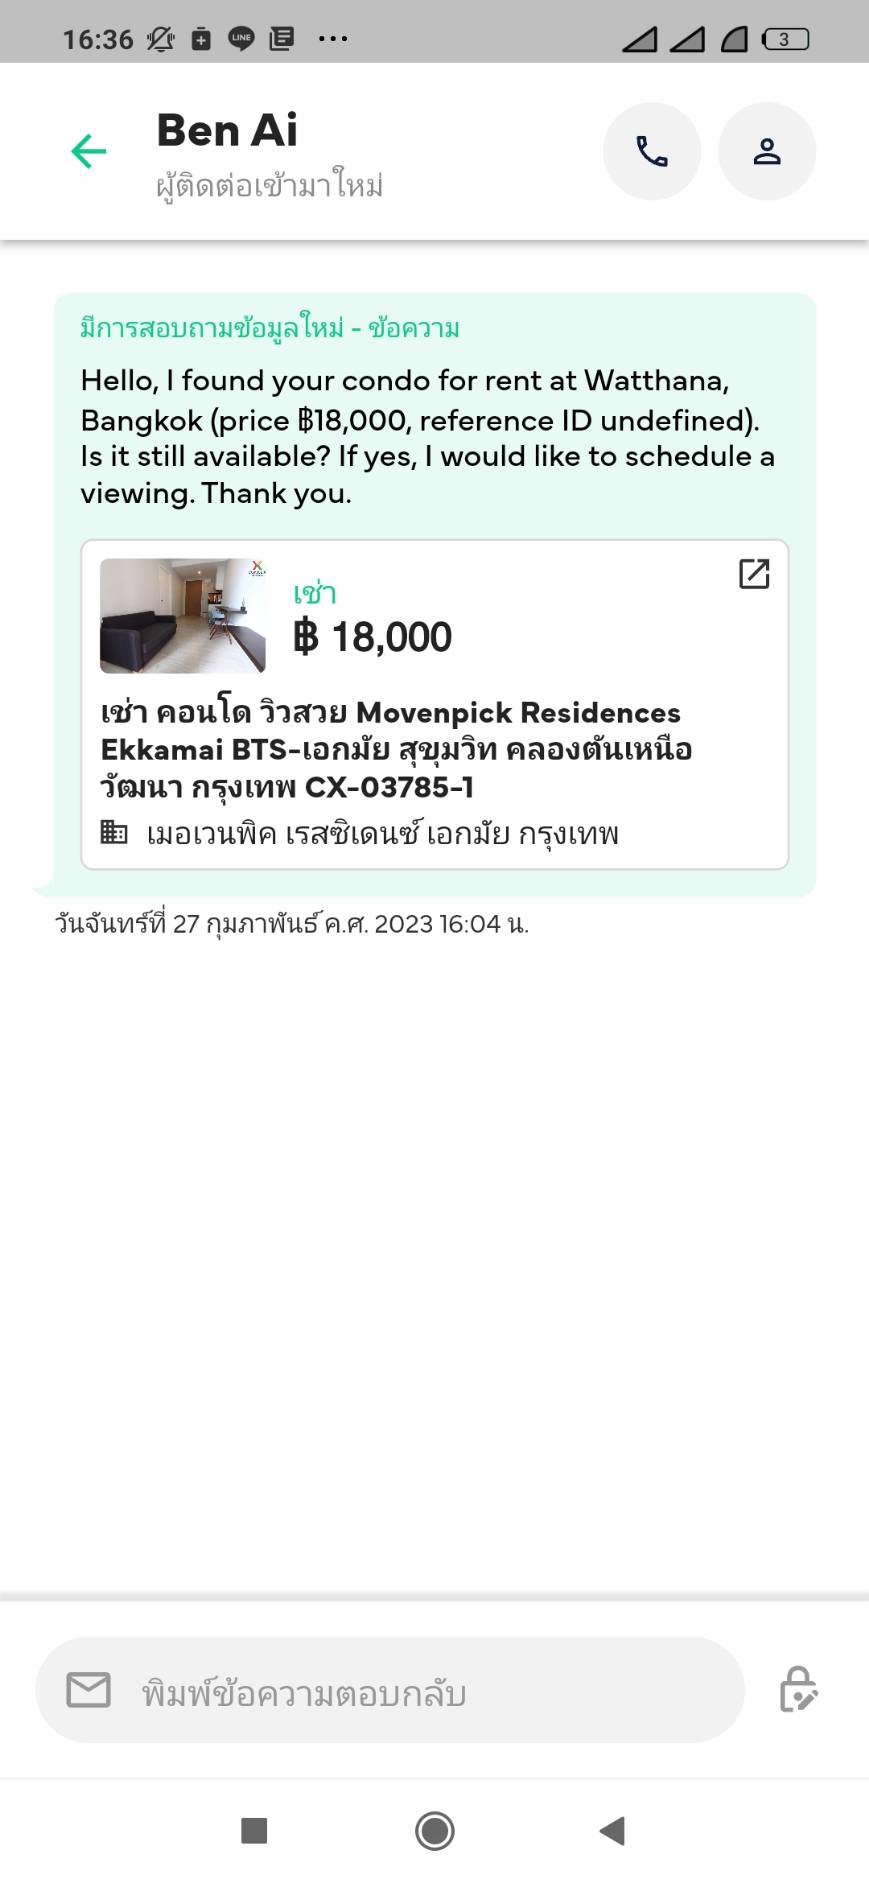 16:36
LINE
3
Ben Ai
ผู้ติดต่อเข้ามาใหม่
มีการสอบถามข้อมูลใหม่ - ข้อความ
Hello, I found your condo for rent at Watthana,
Bangkok (price ฿18,000, reference ID undefined).
Is it still available? If yes, I would like to schedule a
viewing. Thank you.
เช่า
฿ 18,000
เช่า คอนโด วิวสวย Movenpick Residences
Ekkamai BTS-เอกมัย สุขุมวิท คลองตันเหนือ
วัฒนา กรุงเทพ CX-03785-1
เมอเวนพิค เรสซิเดนซ์ เอกมัย กรุงเทพ
วันจันทร์ที่ 27 กุมภาพันธ์ ค.ศ. 2023 16:04 น.
พิมพ์ข้อความตอบกลับ